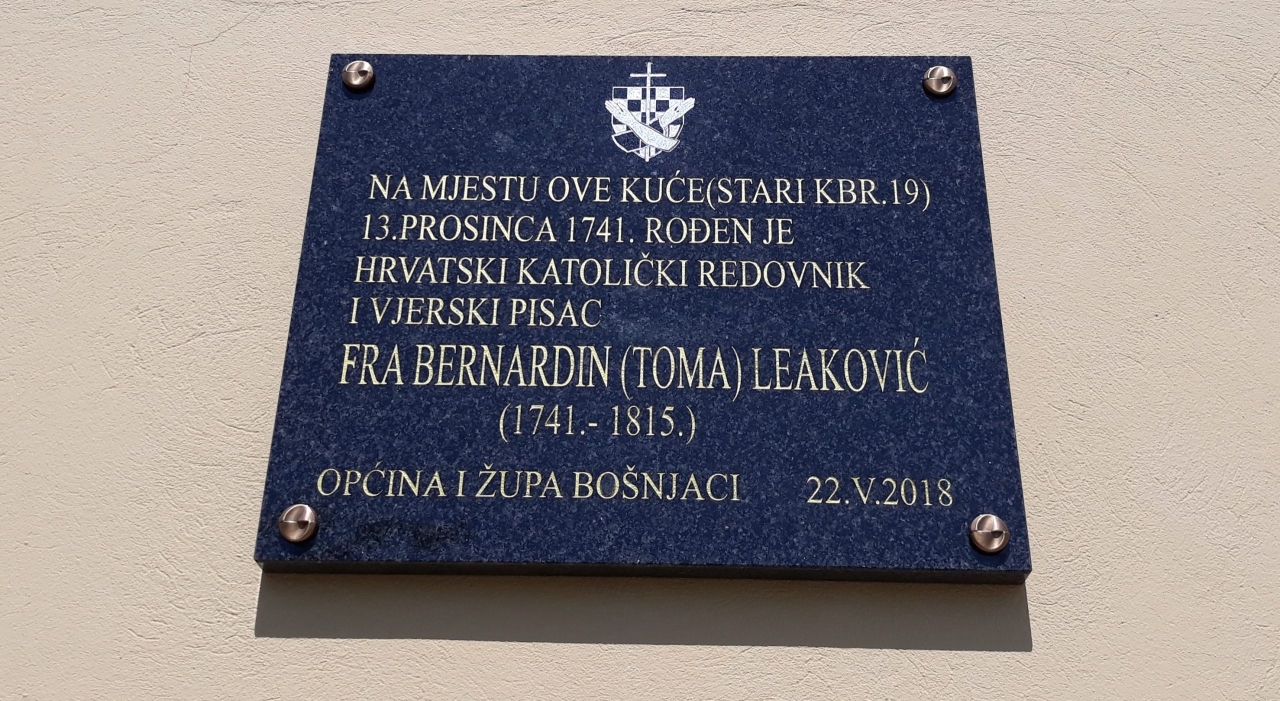 NA MJESTU OVE KUĆE(STARI KBR.19)
13.PROSINCA 1741. ROĐEN JE
HRVATSKI KATOLIČKI REDOVNIK
I VJERSKI PISAC
FRA BERNARDIN (TOMA) LEAKOVIĆ
(1741.- 1815.)
OPĆINA I ŽUPA BOŠNJACI 22.V.2018